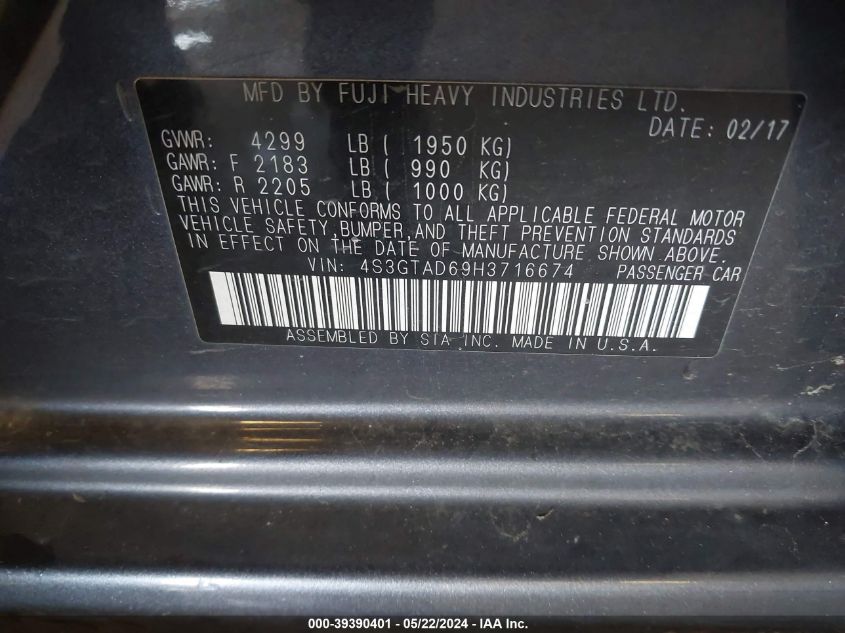 MFD BY FUJI HEAVY INDUSTRIES LTD.
DATE: 02/17
GVWR: 4299 LB ( 1950 KG)
GAWR: F 2183 LB ( 990 KG)
GAWR: R 2205 LB ( 1000 KG)
THIS VEHICLE CONFORMS TO ALL APPLICABLE FEDERAL MOTOR
VEHICLE SAFETY,BUMPER,AND THEFT PREVENTION STANDARDS
IN EFFECT ON THE DATE OF MANUFACTURE SHOWN ABOVE.
VIN: 4S3GTAD69H3716674 PASSENGER CAR
ASSEMBLED BY SIA INC. MADE IN U.S.A.
000-39390401 - 05/22/2024 - IAA Inc.